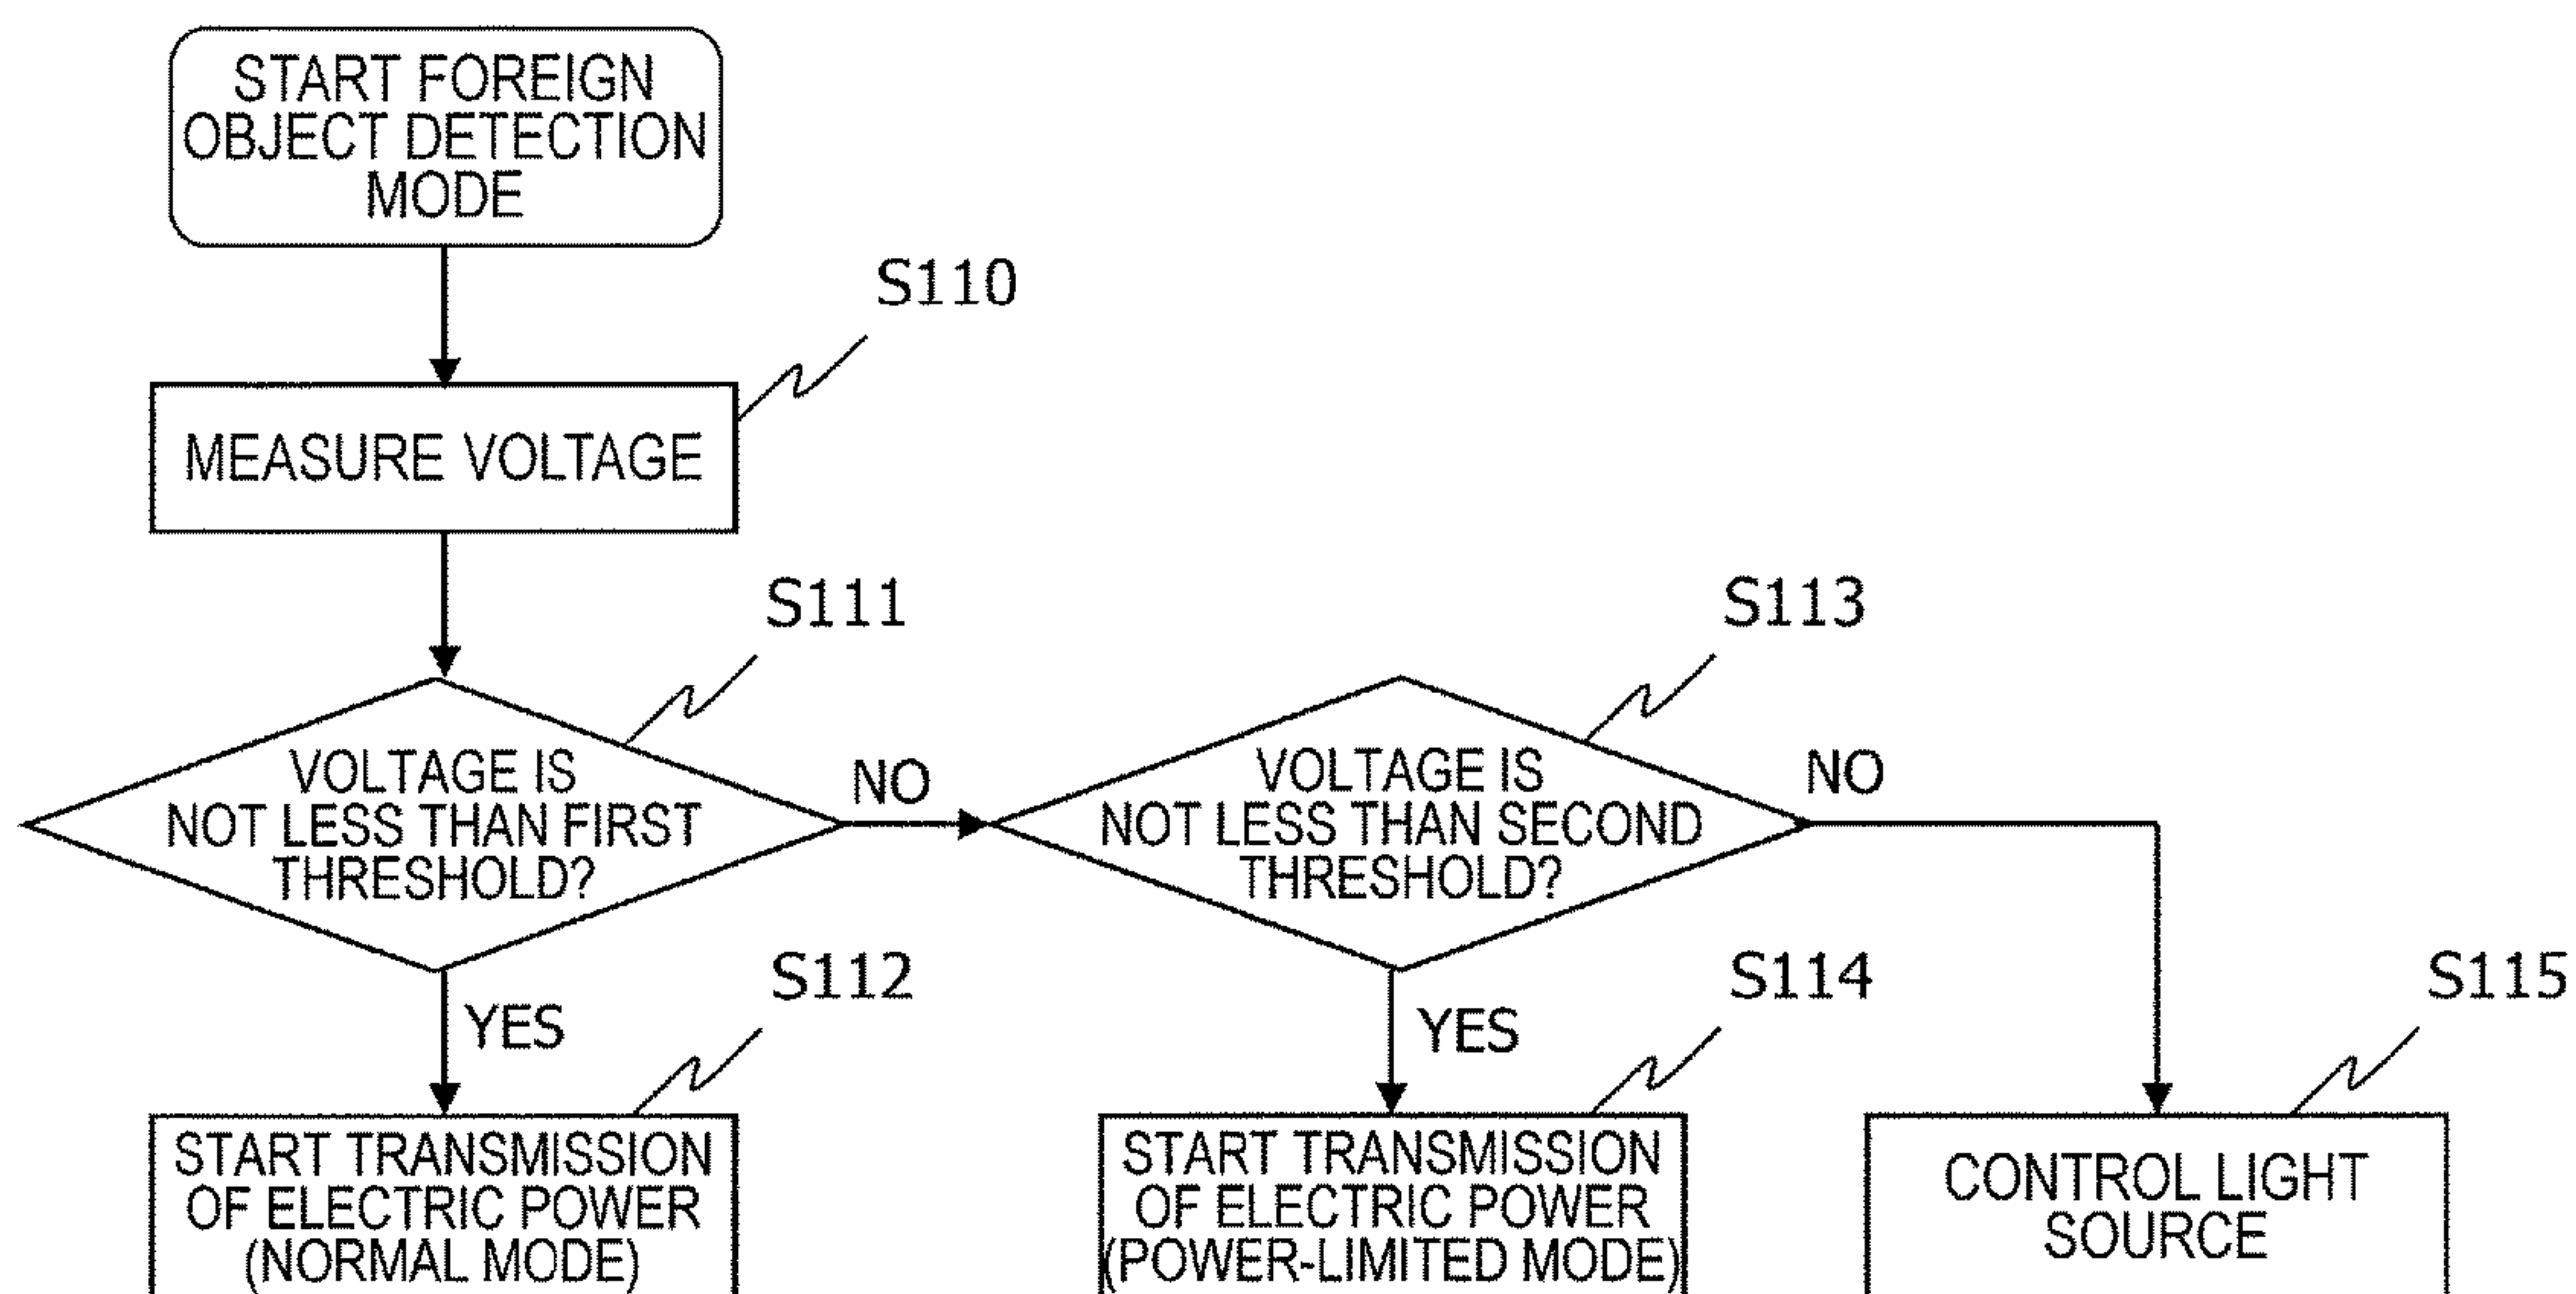 START FOREIGN
OBJECT DETECTION
MODE
S110
MEASURE VOLTAGE
S111
VOLTAGE IS
NOT LESS THAN FIRST
THRESHOLD?
NO
S113
VOLTAGE IS
NOT LESS THAN SECOND
THRESHOLD?
NO
YES
S112
START TRANSMISSION
OF ELECTRIC POWER
(NORMAL MODE)
YES
S114
START TRANSMISSION
OF ELECTRIC POWER
(POWER-LIMITED MODE)
S115
CONTROL LIGHT
SOURCE